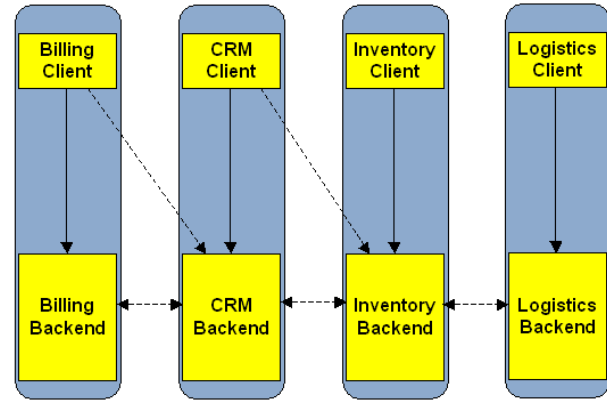 Billing
Client
CRM
Client
Inventory
Client
Logistics
Client
Billing
Backend
CRM
Backend
Inventory
Backend
Logistics
Backend